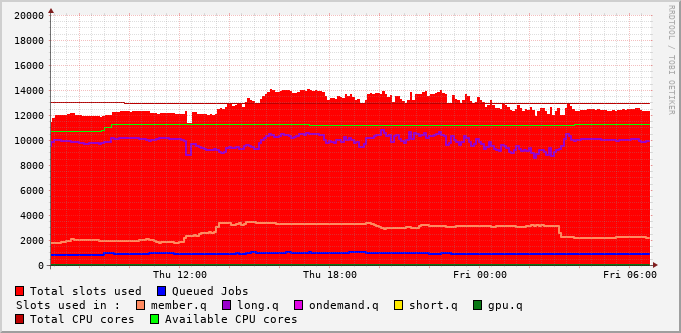 20000
18000
16000
14000
12000
10000
8000
6000
4000
2000
0
Thu 12:00 Thu 18:00 Fri 00:00 Fri 06:00
RRDTOOL / TOBI OETIKER
Total slots used Queued Jobs
Slots used in : member.q long.q ondemand.q short.q gpu.q
Total CPU cores Available CPU cores